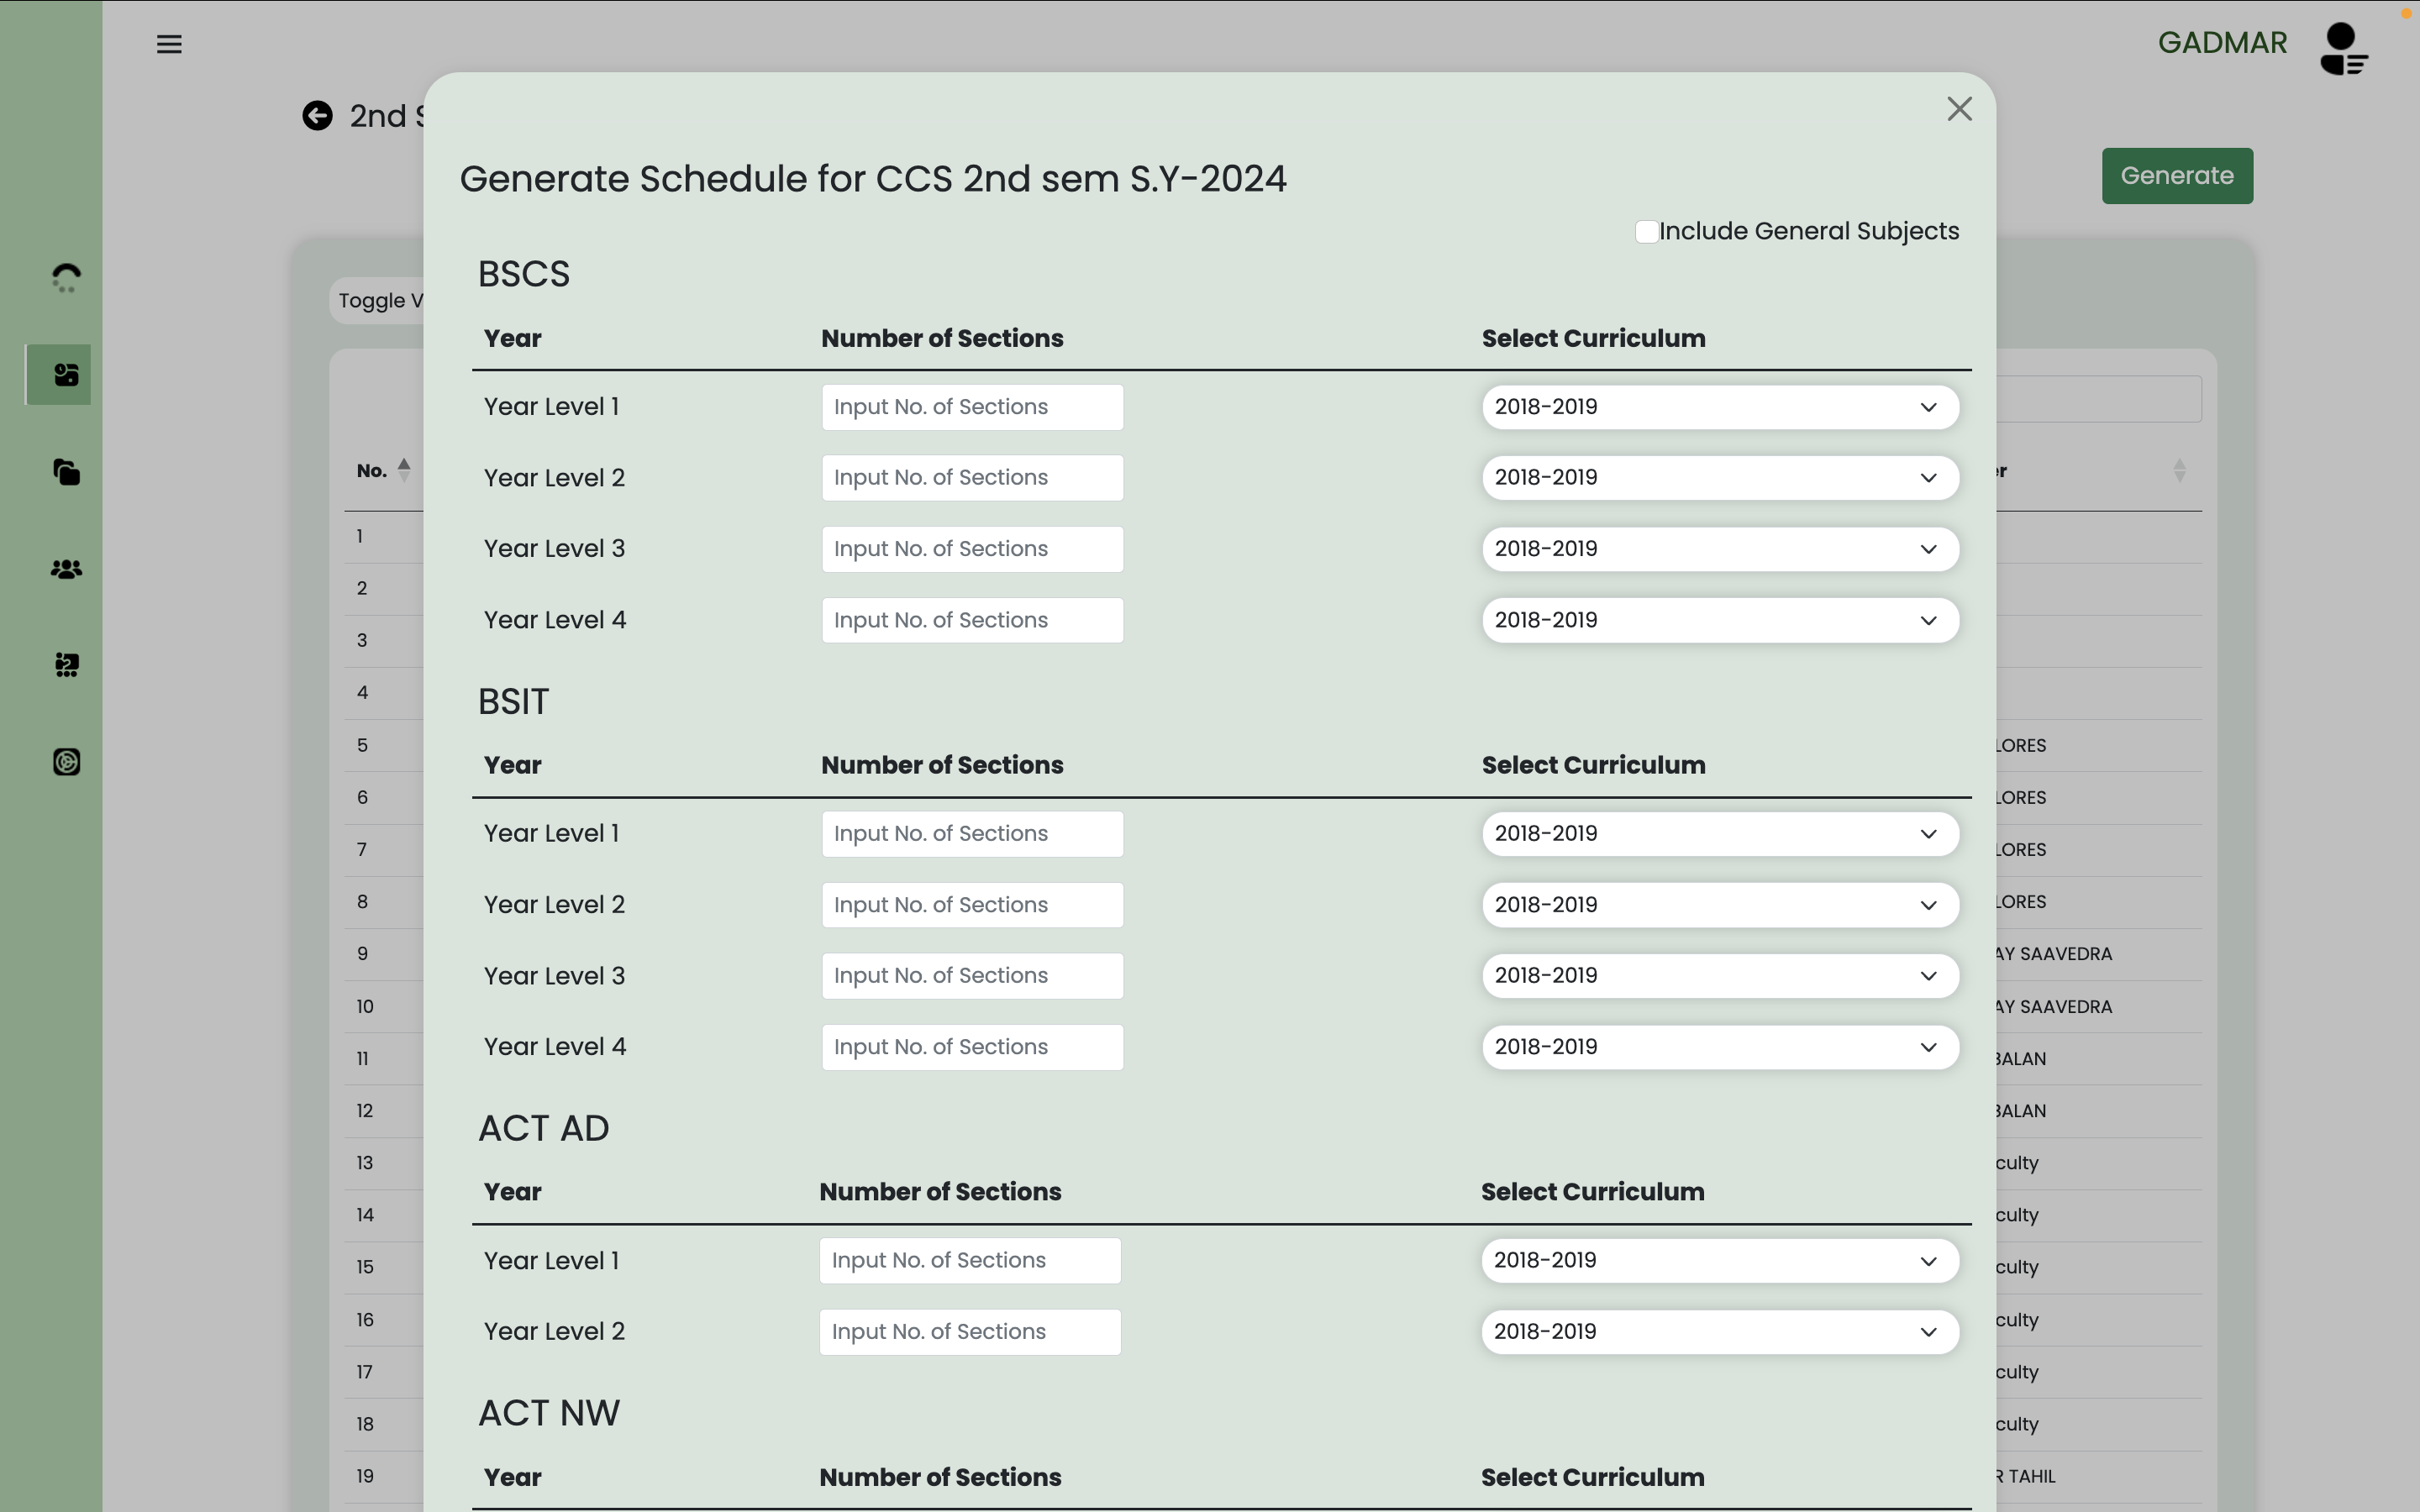 GADMAR
2nd S
Generate
Toggle V
No.
1
2
3
4
5
6
7
8
9
10
11
12
13
14
15
16
17
18
19
Generate Schedule for CCS 2nd sem S.Y-2024
Include General Subjects
BSCS
Year Number of Sections Select Curriculum
Year Level 1 Input No. of Sections 2018-2019
Year Level 2 Input No. of Sections 2018-2019
Year Level 3 Input No. of Sections 2018-2019
Year Level 4 Input No. of Sections 2018-2019
BSIT
Year Number of Sections Select Curriculum
Year Level 1 Input No. of Sections 2018-2019
Year Level 2 Input No. of Sections 2018-2019
Year Level 3 Input No. of Sections 2018-2019
Year Level 4 Input No. of Sections 2018-2019
ACT AD
Year Number of Sections Select Curriculum
Year Level 1 Input No. of Sections 2018-2019
Year Level 2 Input No. of Sections 2018-2019
ACT NW
Year Number of Sections Select Curriculum
LORES
LORES
LORES
LORES
AY SAAVEDRA
AY SAAVEDRA
BALAN
BALAN
culty
culty
culty
culty
culty
culty
R TAHIL